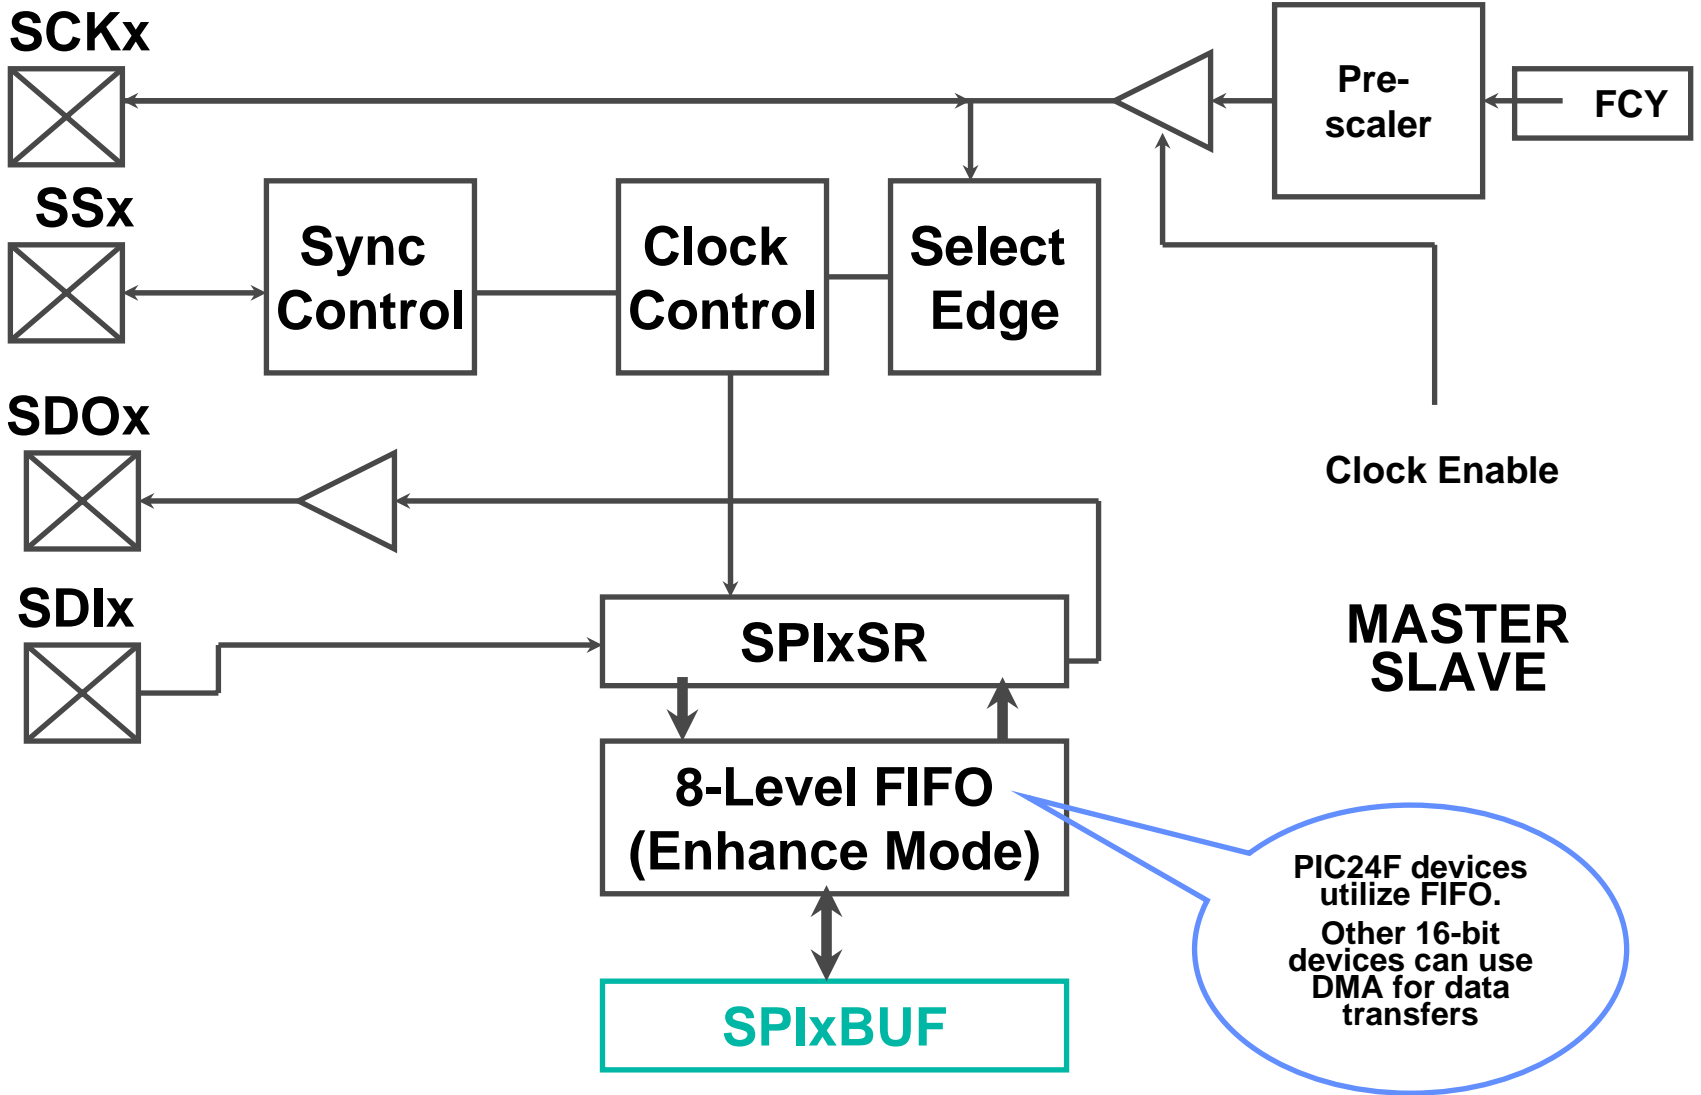 SCKx
Pre-
scaler
FCY
SSx
Sync
Control
Clock
Control
Select
Edge
SDOx
Clock Enable
SDIx
SPIxSR
MASTER
SLAVE
8-Level FIFO
(Enhance Mode)
PIC24F devices
utilize FIFO.
Other 16-bit
devices can use
DMA for data
transfers
SPIxBUF